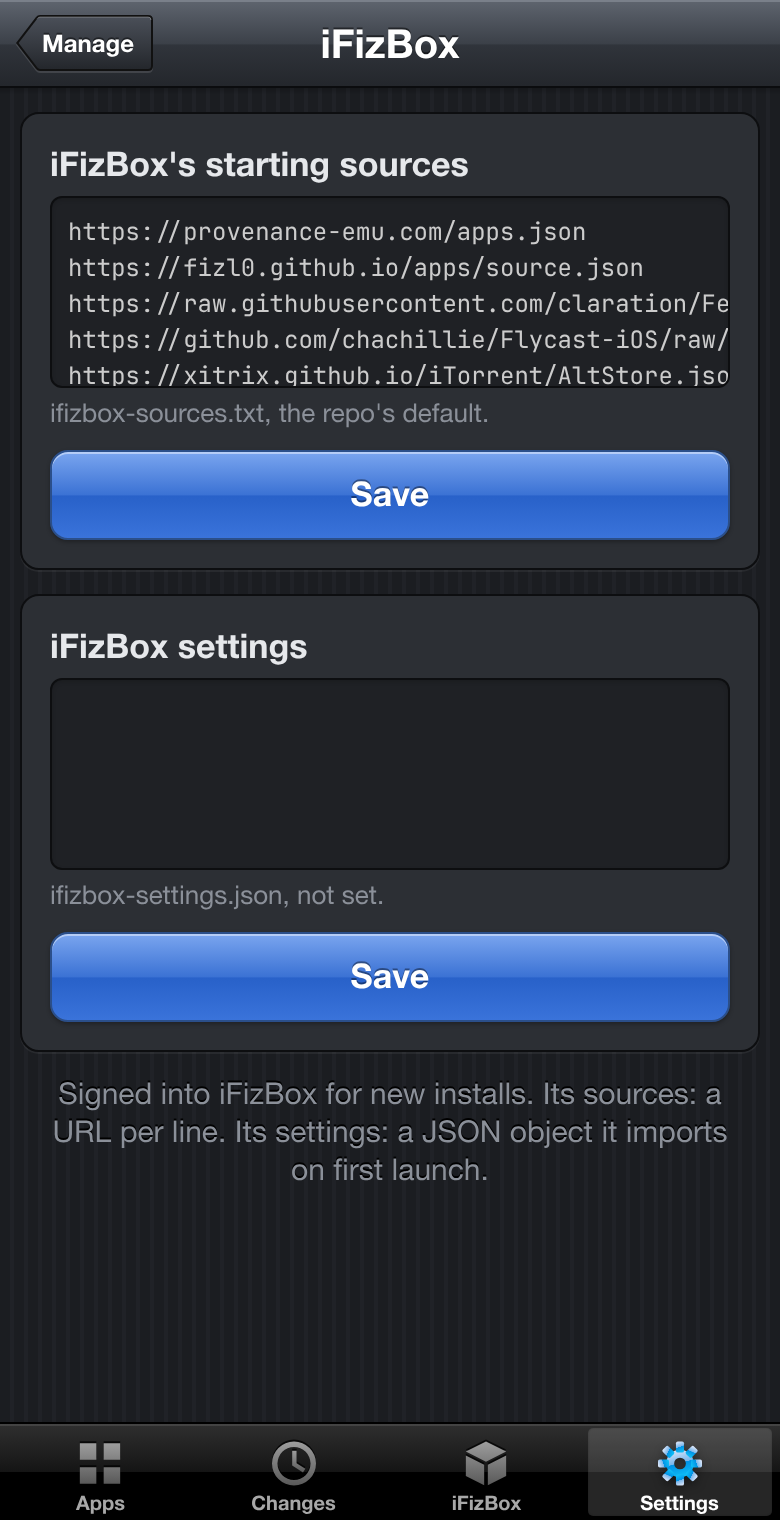 Manage
iFizBox
iFizBox's starting sources
https://provenance-emu.com/apps.json
https://fizl0.github.io/apps/source.json
https://raw.githubusercontent.com/claration/Fe
https://github.com/chachillie/Flycast-iOS/raw/
https://xitrix.github.io/iTorrent/AltStore.jso
ifizbox-sources.txt, the repo's default.
Save
iFizBox settings
ifizbox-settings.json, not set.
Save
Signed into iFizBox for new installs. Its sources: a
URL per line. Its settings: a JSON object it imports
on first launch.
Apps
Changes
iFizBox
Settings